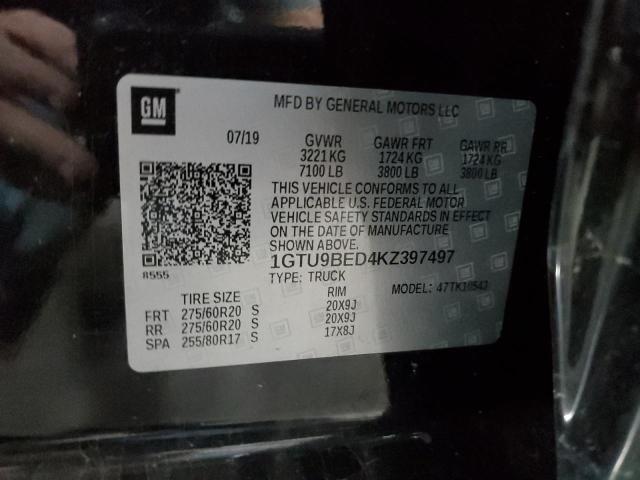 GM
MFD BY GENERAL MOTORS LLC
07/19 GVWR GAWR FRT GAWR RR
3221 KG 1724 KG 1724 KG
7100 LB 3800 LB 3800 LB
THIS VEHICLE CONFORMS TO ALL
APPLICABLE U.S. FEDERAL MOTOR
VEHICLE SAFETY STANDARDS IN EFFECT
ON THE DATE OF MANUFACTURE
SHOWN ABOVE.
1GTU9BED4KZ397497
8555
TYPE: TRUCK
MODEL:
TIRE SIZE RIM
FRT 275/60R20 S 20X9J
RR 275/60R20 S 20X9J
SPA 255/80R17 S 17X8J